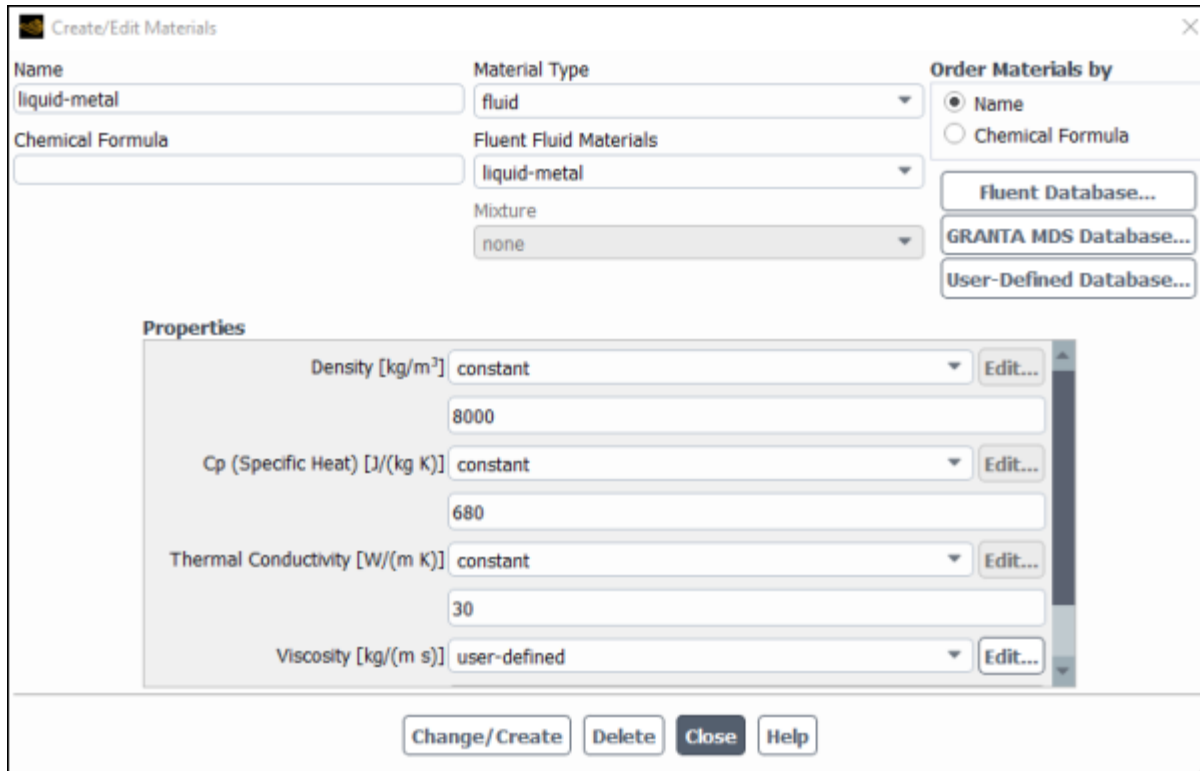 Create/Edit Materials
Name
liquid-metal
Chemical Formula
Material Type
fluid
Fluent Fluid Materials
liquid-metal
Mixture
none
Order Materials by
Name
Chemical Formula
Fluent Database...
GRANTA MDS Database...
User-Defined Database...
Properties
Density [kg/m³] constant Edit...
8000
Cp (Specific Heat) [J/(kg K)] constant Edit...
680
Thermal Conductivity [W/(m K)] constant Edit...
30
Viscosity [kg/(m s)] user-defined Edit...
Change/Create Delete Close Help